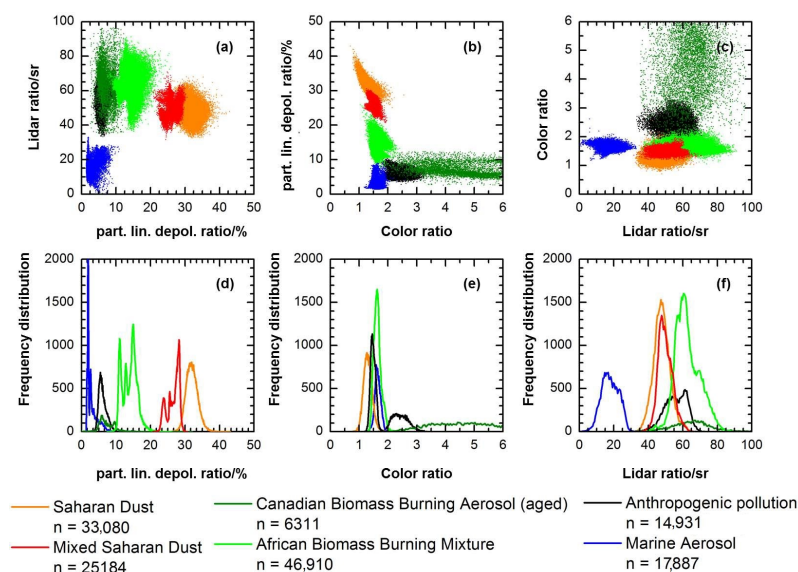 100
80
60
40
20
0
(a)
Lidar ratio/sr
0 10 20 30 40 50
part. lin. depol. ratio/%
50
40
30
20
10
0
(b)
part. lin. depol. ratio/%
0 1 2 3 4 5 6
Color ratio
6
5
4
3
2
1
0
(c)
Color ratio
0 20 40 60 80 100
Lidar ratio/sr
2000
1500
1000
500
0
(d)
Frequency distribution
0 10 20 30 40 50
part. lin. depol. ratio/%
2000
1500
1000
500
0
(e)
Frequency distribution
0 1 2 3 4 5 6
Color ratio
2000
1500
1000
500
0
(f)
Frequency distribution
0 20 40 60 80 100
Lidar ratio/sr
Saharan Dust
n = 33,080
Mixed Saharan Dust
n = 25184
Canadian Biomass Burning Aerosol (aged)
n = 6311
African Biomass Burning Mixture
n = 46,910
Anthropogenic pollution
n = 14,931
Marine Aerosol
n = 17,887